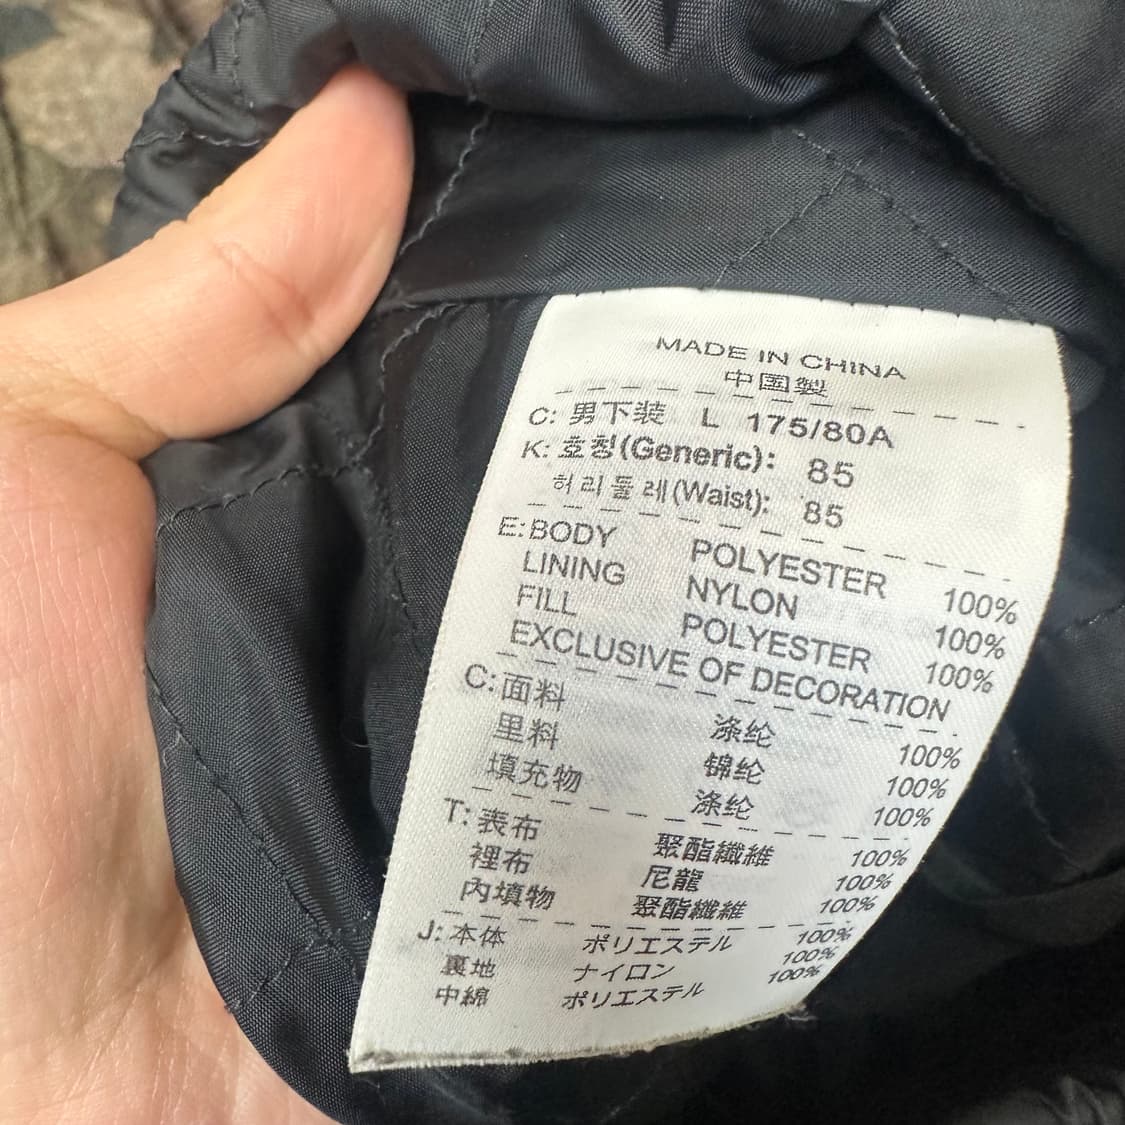 MADE IN CHINA
中国製
C: 男下装 L 175/80A
K: 호칭(Generic): 85
허리둘레(Waist): 85
E: BODY POLYESTER 100%
LINING NYLON 100%
FILL POLYESTER 100%
EXCLUSIVE OF DECORATION
C: 面料 涤纶 100%
里料 锦纶 100%
填充物 涤纶 100%
T: 表布 聚酯纖維 100%
裡布 尼龍 100%
內填物 聚酯纖維 100%
J: 本体 ポリエステル 100%
裏地 ナイロン 100%
中綿 ポリエステル 100%